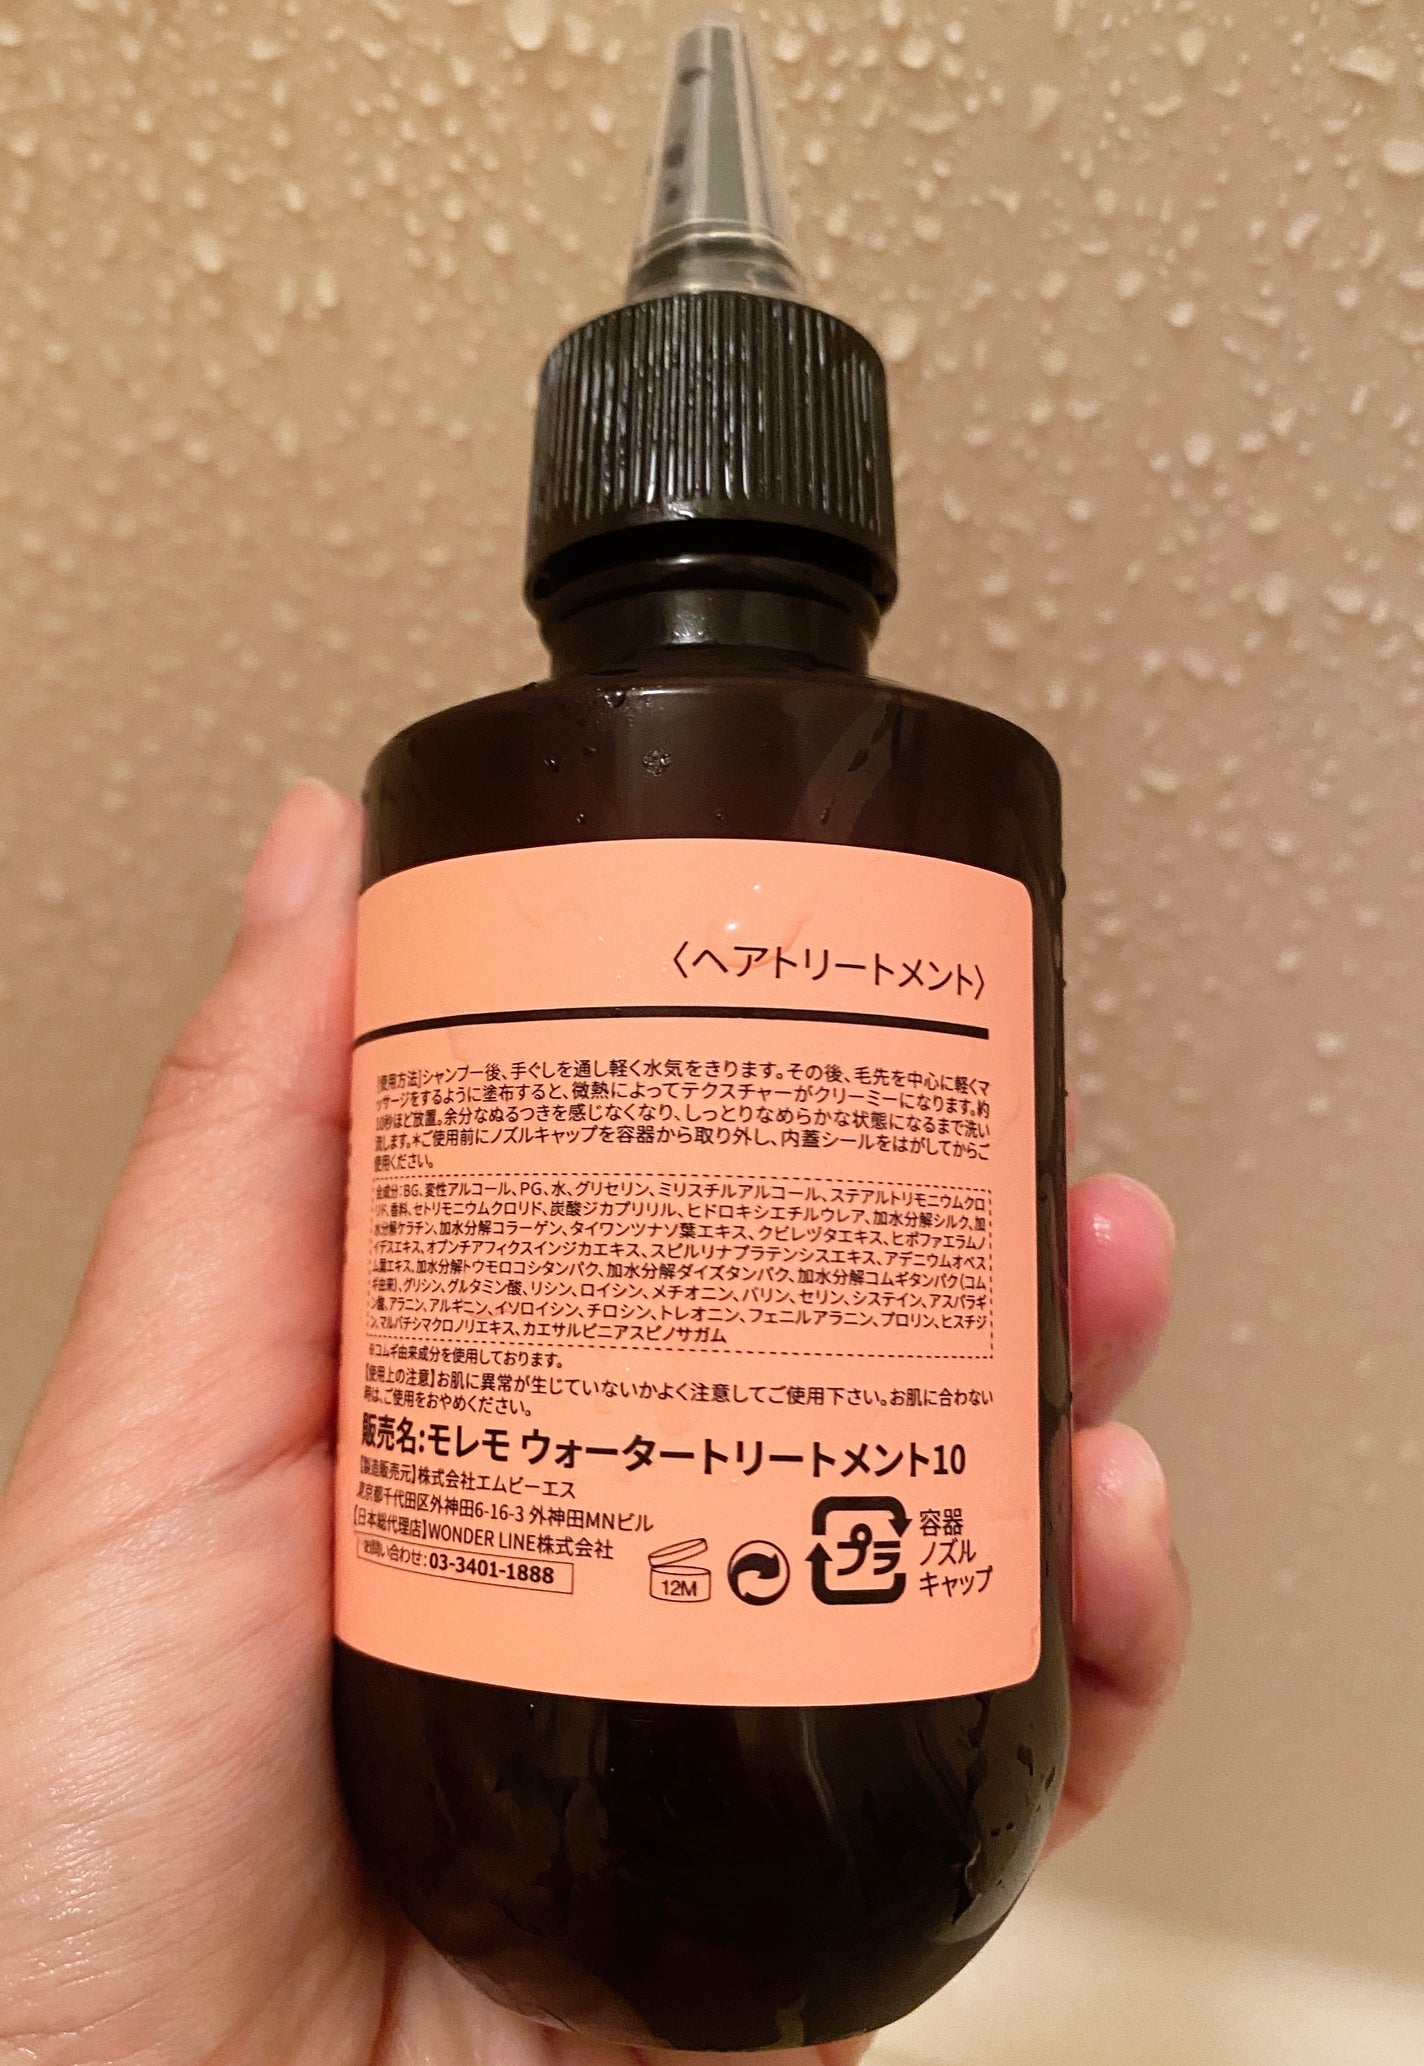 〈ヘアトリートメント〉
【使用方法】シャンプー後、手ぐしを通し軽く水気をきります。その後、毛先を中心に軽くマ
ッサージをするように塗布すると、微熱によってテクスチャーがクリーミーになります。約
10秒ほど放置。余分なぬるつきを感じなくなり、しっとりなめらかな状態になるまで洗い
流します。※ご使用前にノズルキャップを容器から取り外し、内蓋シールをはがしてからご
使用ください。
全成分：BG、変性アルコール、PG、水、グリセリン、ミリスチルアルコール、ステアルトリモニウムクロ
リド、香料、セトリモニウムクロリド、炭酸ジカプリリル、ヒドロキシエチルウレア、加水分解シルク、加
水分解ケラチン、加水分解コラーゲン、タイワンツナソ葉エキス、クビレヅタエキス、ヒポファエラムノ
イデスエキス、オプンチアフィクスインジカエキス、スピルリナプラテンシスエキス、アデニウムオベス
ム葉エキス、加水分解トウモロコシタンパク、加水分解ダイズタンパク、加水分解コムギタンパク（コム
ギ由来）、グリシン、グルタミン酸、リシン、ロイシン、メチオニン、バリン、セリン、システイン、アスパラギ
ン酸、アラニン、アルギニン、イソロイシン、チロシン、トレオニン、フェニルアラニン、プロリン、ヒスチジ
ン、マルバチシマクロノリエキス、カエサルピニアスピノサガム
※コムギ由来成分を使用しております。
【使用上の注意】お肌に異常が生じていないかよく注意してご使用下さい。お肌に合わない
時は、ご使用をおやめください。
販売名:モレモ ウォータートリートメント10
【製造販売元】株式会社エムビーエス
東京都千代田区外神田6-16-3 外神田MNビル
【日本総代理店】WONDER LINE株式会社
お問い合わせ：03-3401-1888
12M
プラ
容器
ノズル
キャップ